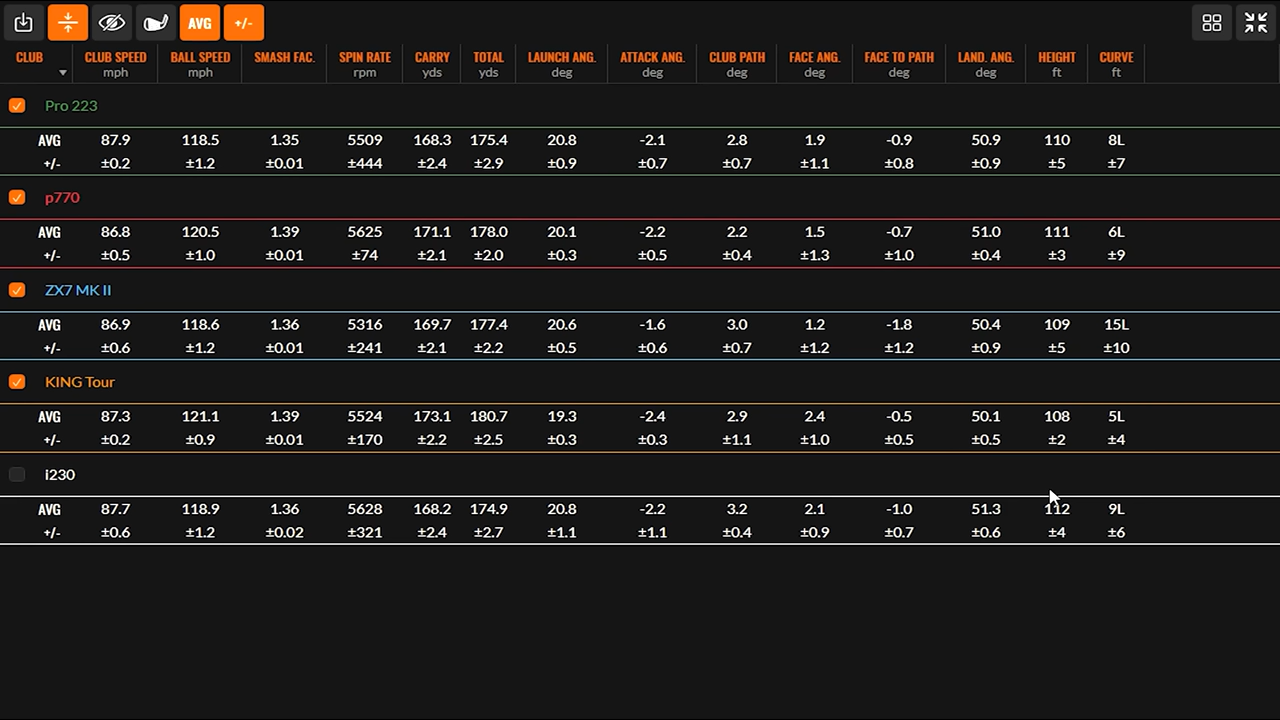 AVG +/-
CLUB CLUB SPEED BALL SPEED SMASH FAC. SPIN RATE CARRY TOTAL LAUNCH ANG. ATTACK ANG. CLUB PATH FACE ANG. FACE TO PATH LAND. ANG. HEIGHT CURVE
mph mph rpm yds yds deg deg deg deg deg deg ft ft
Pro 223
AVG 87.9 118.5 1.35 5509 168.3 175.4 20.8 -2.1 2.8 1.9 -0.9 50.9 110 8L
+/- ±0.2 ±1.2 ±0.01 ±444 ±2.4 ±2.9 ±0.9 ±0.7 ±0.7 ±1.1 ±0.8 ±0.9 ±5 ±7
p770
AVG 86.8 120.5 1.39 5625 171.1 178.0 20.1 -2.2 2.2 1.5 -0.7 51.0 111 6L
+/- ±0.5 ±1.0 ±0.01 ±74 ±2.1 ±2.0 ±0.3 ±0.5 ±0.4 ±1.3 ±1.0 ±0.4 ±3 ±9
ZX7 MK II
AVG 86.9 118.6 1.36 5316 169.7 177.4 20.6 -1.6 3.0 1.2 -1.8 50.4 109 15L
+/- ±0.6 ±1.2 ±0.01 ±241 ±2.1 ±2.2 ±0.5 ±0.6 ±0.7 ±1.2 ±1.2 ±0.9 ±5 ±10
KING Tour
AVG 87.3 121.1 1.39 5524 173.1 180.7 19.3 -2.4 2.9 2.4 -0.5 50.1 108 5L
+/- ±0.2 ±0.9 ±0.01 ±170 ±2.2 ±2.5 ±0.3 ±0.3 ±1.1 ±1.0 ±0.5 ±0.5 ±2 ±4
i230
AVG 87.7 118.9 1.36 5628 168.2 174.9 20.8 -2.2 3.2 2.1 -1.0 51.3 112 9L
+/- ±0.6 ±1.2 ±0.02 ±321 ±2.4 ±2.7 ±1.1 ±1.1 ±0.4 ±0.9 ±0.7 ±0.6 ±4 ±6